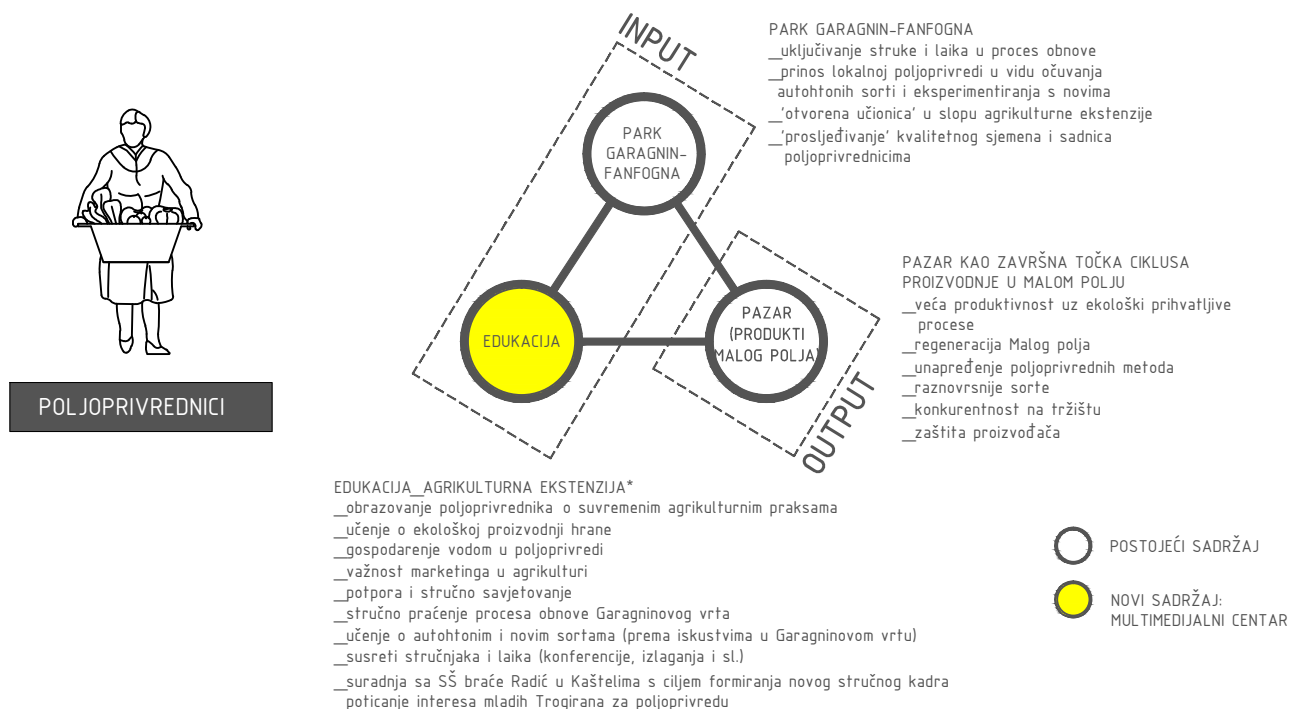 INPUT
PARK
GARAGNIN-
FANFOGNA
EDUKACIJA
PAZAR
(PRODUKTI
MALOG POLJA)
OUTPUT
POLJOPRIVREDNICI
PARK GARAGNIN-FANFOGNA
__uključivanje struke i laika u proces obnove
__prinos lokalnoj poljoprivredi u vidu očuvanja
autohtonih sorti i eksperimentiranja s novima
__'otvorena učionica' u slopu agrikulturne ekstenzije
__'prosljeđivanje' kvalitetnog sjemena i sadnica
poljoprivrednicima
PAZAR KAO ZAVRŠNA TOČKA CIKLUSA
PROIZVODNJE U MALOM POLJU
__veća produktivnost uz ekološki prihvatljive
procese
__regeneracija Malog polja
__unapređenje poljoprivrednih metoda
__raznovrsnije sorte
__konkurentnost na tržištu
__zaštita proizvođača
EDUKACIJA__AGRIKULTURNA EKSTENZIJA*
__obrazovanje poljoprivrednika o suvremenim agrikulturnim praksama
__učenje o ekološkoj proizvodnji hrane
__gospodarenje vodom u poljoprivredi
__važnost marketinga u agrikulturi
__potpora i stručno savjetovanje
__stručno praćenje procesa obnove Garagninovog vrta
__učenje o autohtonim i novim sortama (prema iskustvima u Garagninovom vrtu)
__susreti stručnjaka i laika (konferencije, izlaganja i sl.)
__suradnja sa SŠ braće Radić u Kaštelima s ciljem formiranja novog stručnog kadra
poticanje interesa mladih Trogirana za poljoprivredu
POSTOJEĆI SADRŽAJ
NOVI SADRŽAJ:
MULTIMEDIJALNI CENTAR